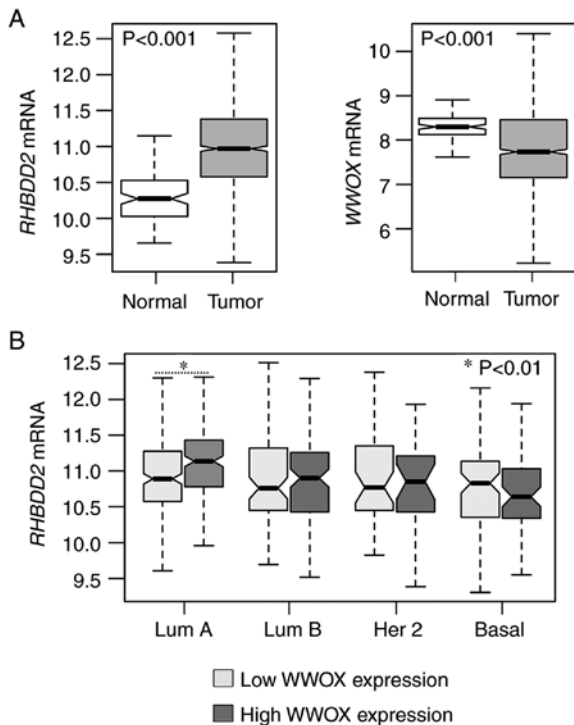 A
P<0.001
RHBDD2 mRNA
12.5
12.0
11.5
11.0
10.5
10.0
9.5
Normal Tumor
P<0.001
WWOX mRNA
10
9
8
7
6
Normal Tumor
B
* P<0.01
*
RHBDD2 mRNA
12.5
12.0
11.5
11.0
10.5
10.0
9.5
Lum A Lum B Her 2 Basal
Low WWOX expression
High WWOX expression